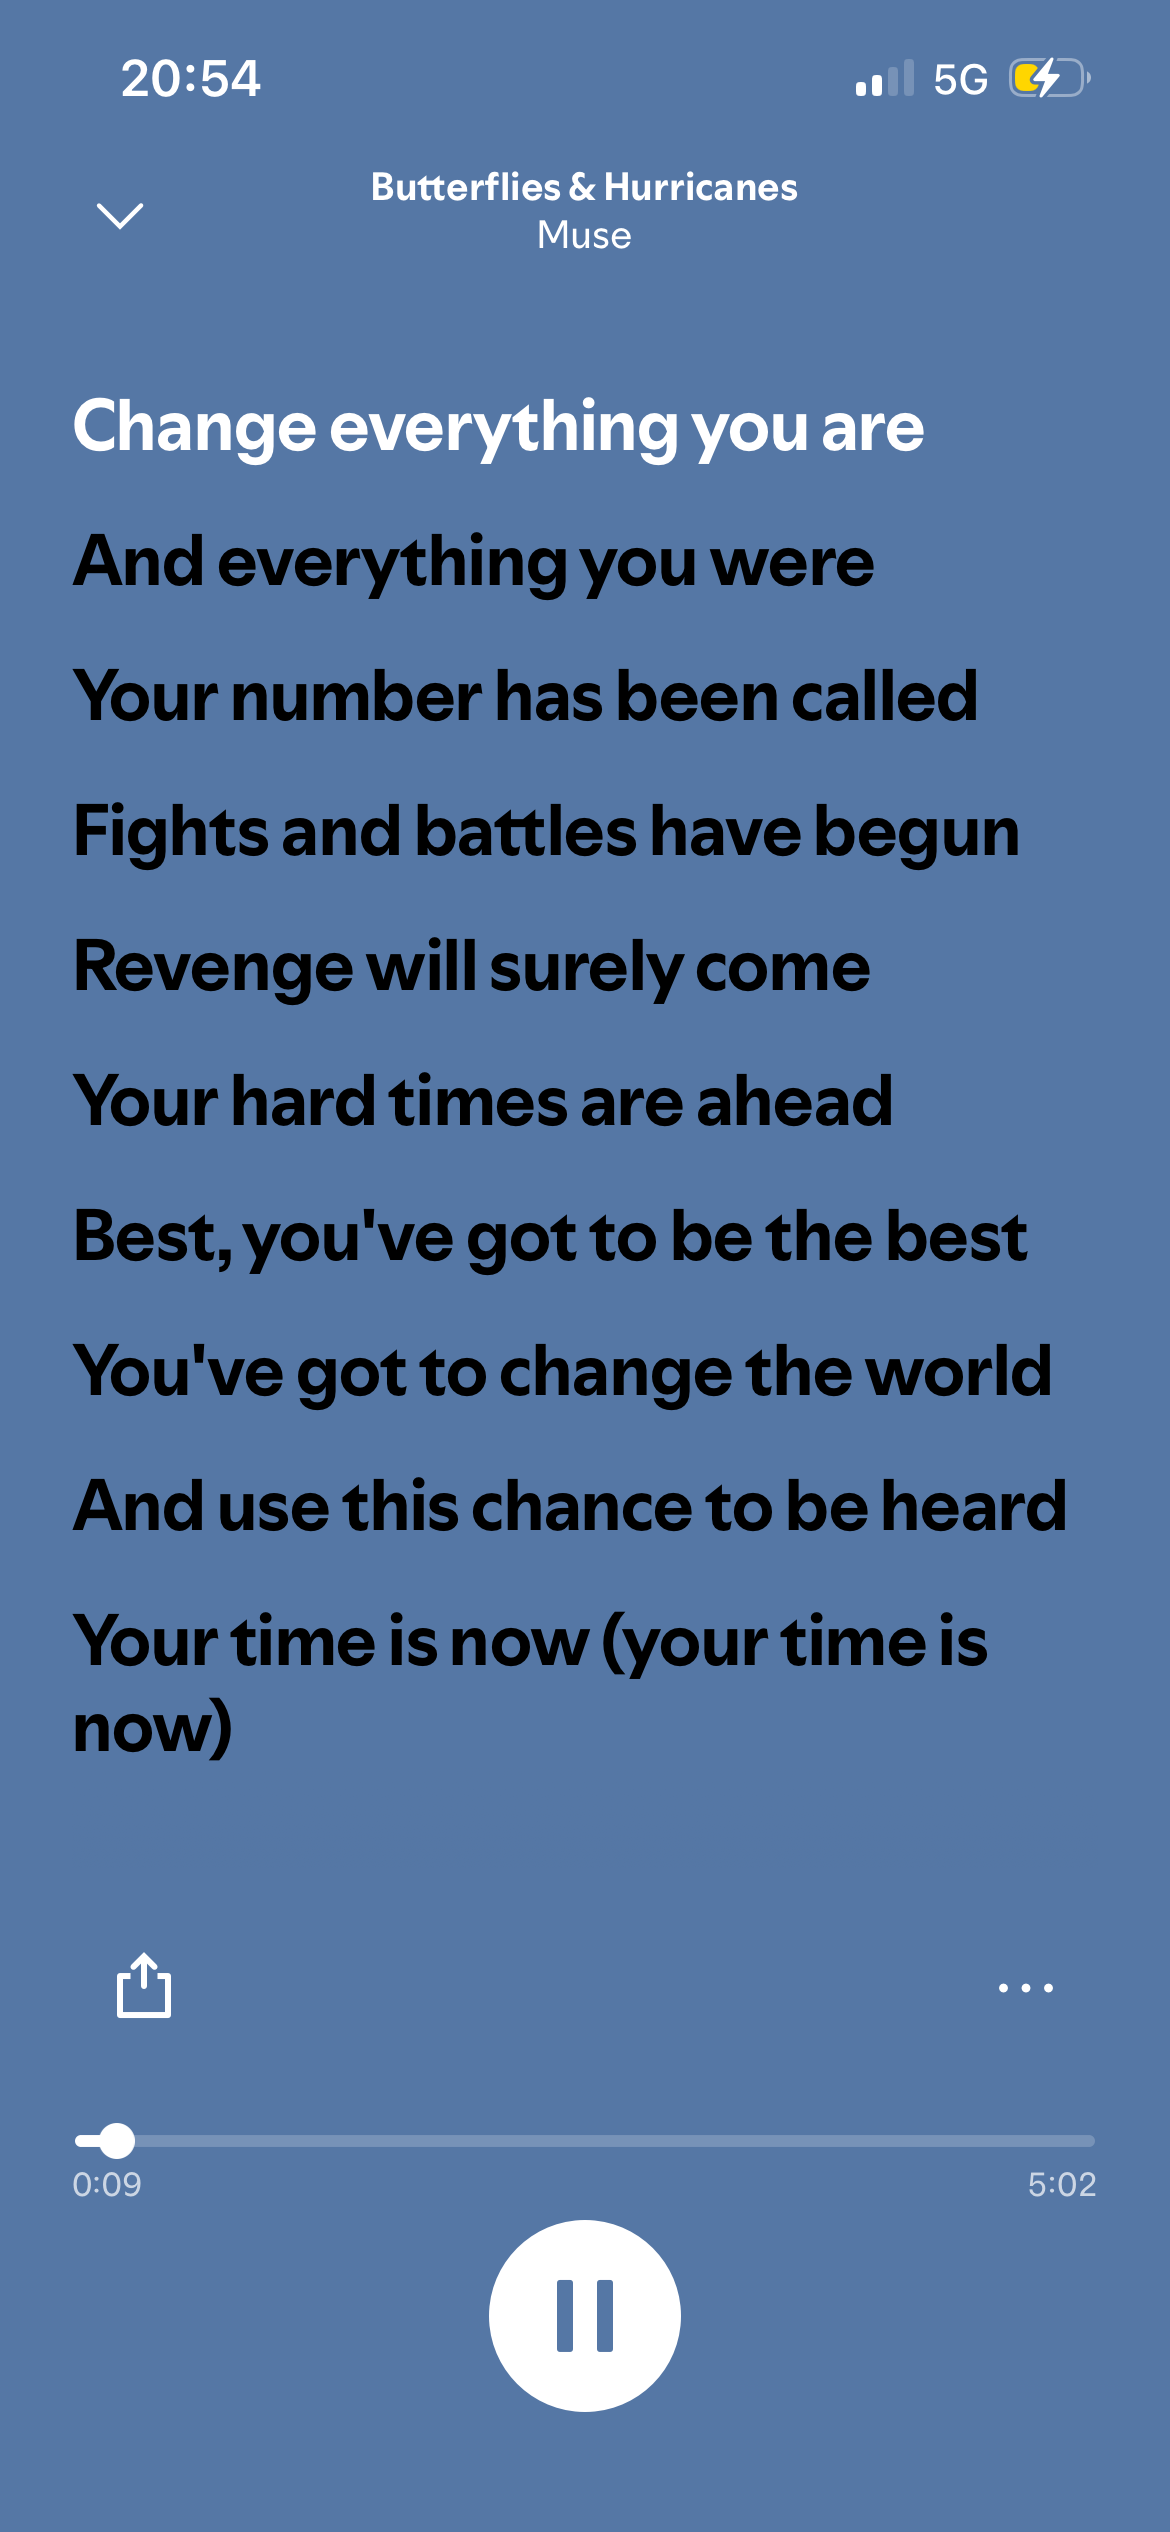 20:54
5G
Butterflies & Hurricanes
Muse
Change everything you are
And everything you were
Your number has been called
Fights and battles have begun
Revenge will surely come
Your hard times are ahead
Best, you've got to be the best
You've got to change the world
And use this chance to be heard
Your time is now (your time is
now)
0:09
5:02